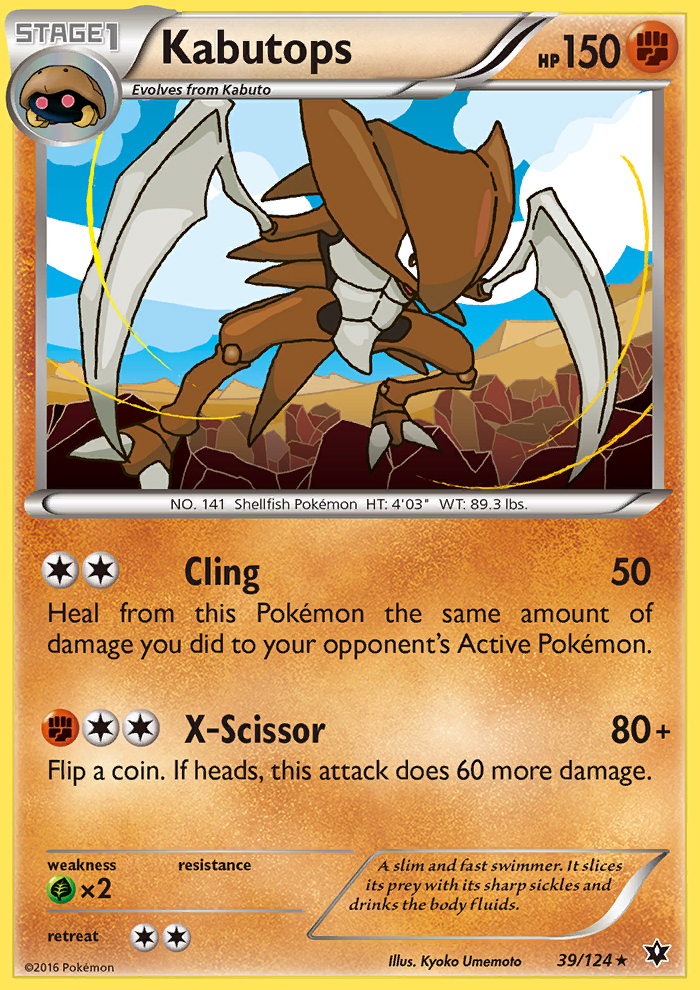 STAGE1
Kabutops
HP150
Evolves from Kabuto
NO. 141 Shellfish Pokémon HT: 4'03" WT: 89.3 lbs.
Cling 50
Heal from this Pokémon the same amount of
damage you did to your opponent's Active Pokémon.
X-Scissor 80+
Flip a coin. If heads, this attack does 60 more damage.
weakness resistance
×2
A slim and fast swimmer. It slices
its prey with its sharp sickles and
drinks the body fluids.
retreat
Illus. Kyoko Umemoto 39/124 ★
©2016 Pokémon